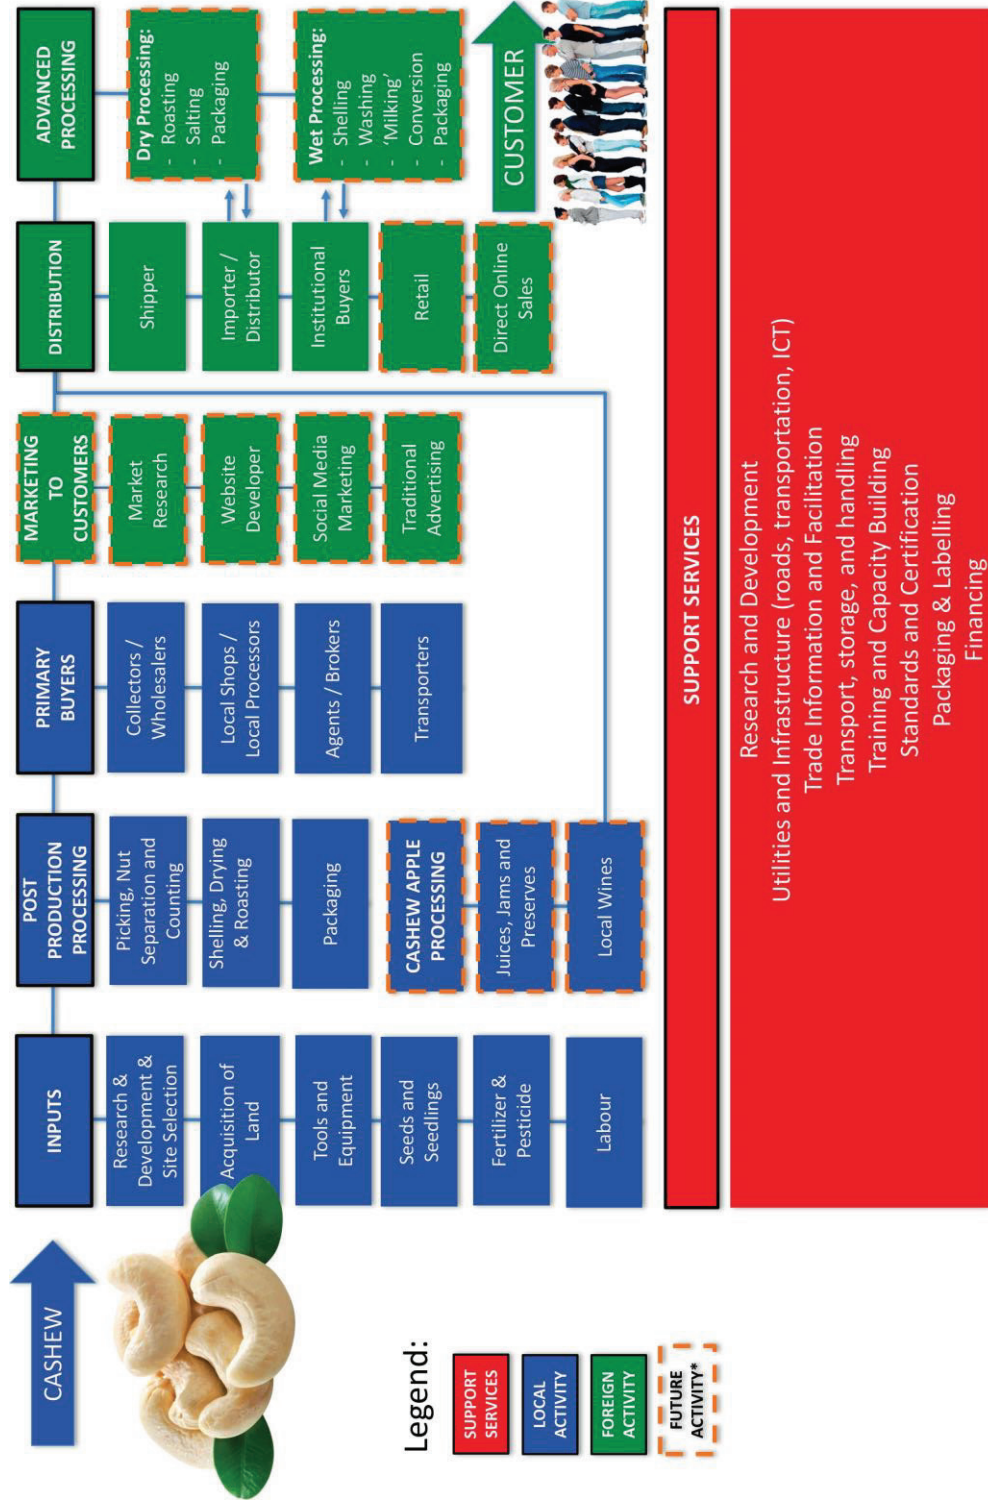 CASHEW
INPUTS
Research &
Development &
Site Selection
Acquisition of
Land
Tools and
Equipment
Seeds and
Seedlings
Fertilizer &
Pesticide
Labour
POST
PRODUCTION
PROCESSING
Picking, Nut
Separation and
Counting
Shelling, Drying
& Roasting
Packaging
CASHEW APPLE
PROCESSING
Juices, Jams and
Preserves
Local Wines
PRIMARY
BUYERS
Collectors /
Wholesalers
Local Shops /
Local Processors
Agents / Brokers
Transporters
MARKETING
TO
CUSTOMERS
Market
Research
Website
Developer
Social Media
Marketing
Traditional
Advertising
DISTRIBUTION
Shipper
Importer /
Distributor
Institutional
Buyers
Retail
Direct Online
Sales
ADVANCED
PROCESSING
Dry Processing:
- Roasting
- Salting
- Packaging
Wet Processing:
- Shelling
- Washing
- 'Milking'
- Conversion
- Packaging
CUSTOMER
Legend:
SUPPORT
SERVICES
LOCAL
ACTIVITY
FOREIGN
ACTIVITY
FUTURE
ACTIVITY*
SUPPORT SERVICES
Research and Development
Utilities and Infrastructure (roads, transportation, ICT)
Trade Information and Facilitation
Transport, storage, and handling
Training and Capacity Building
Standards and Certification
Packaging & Labelling
Financing